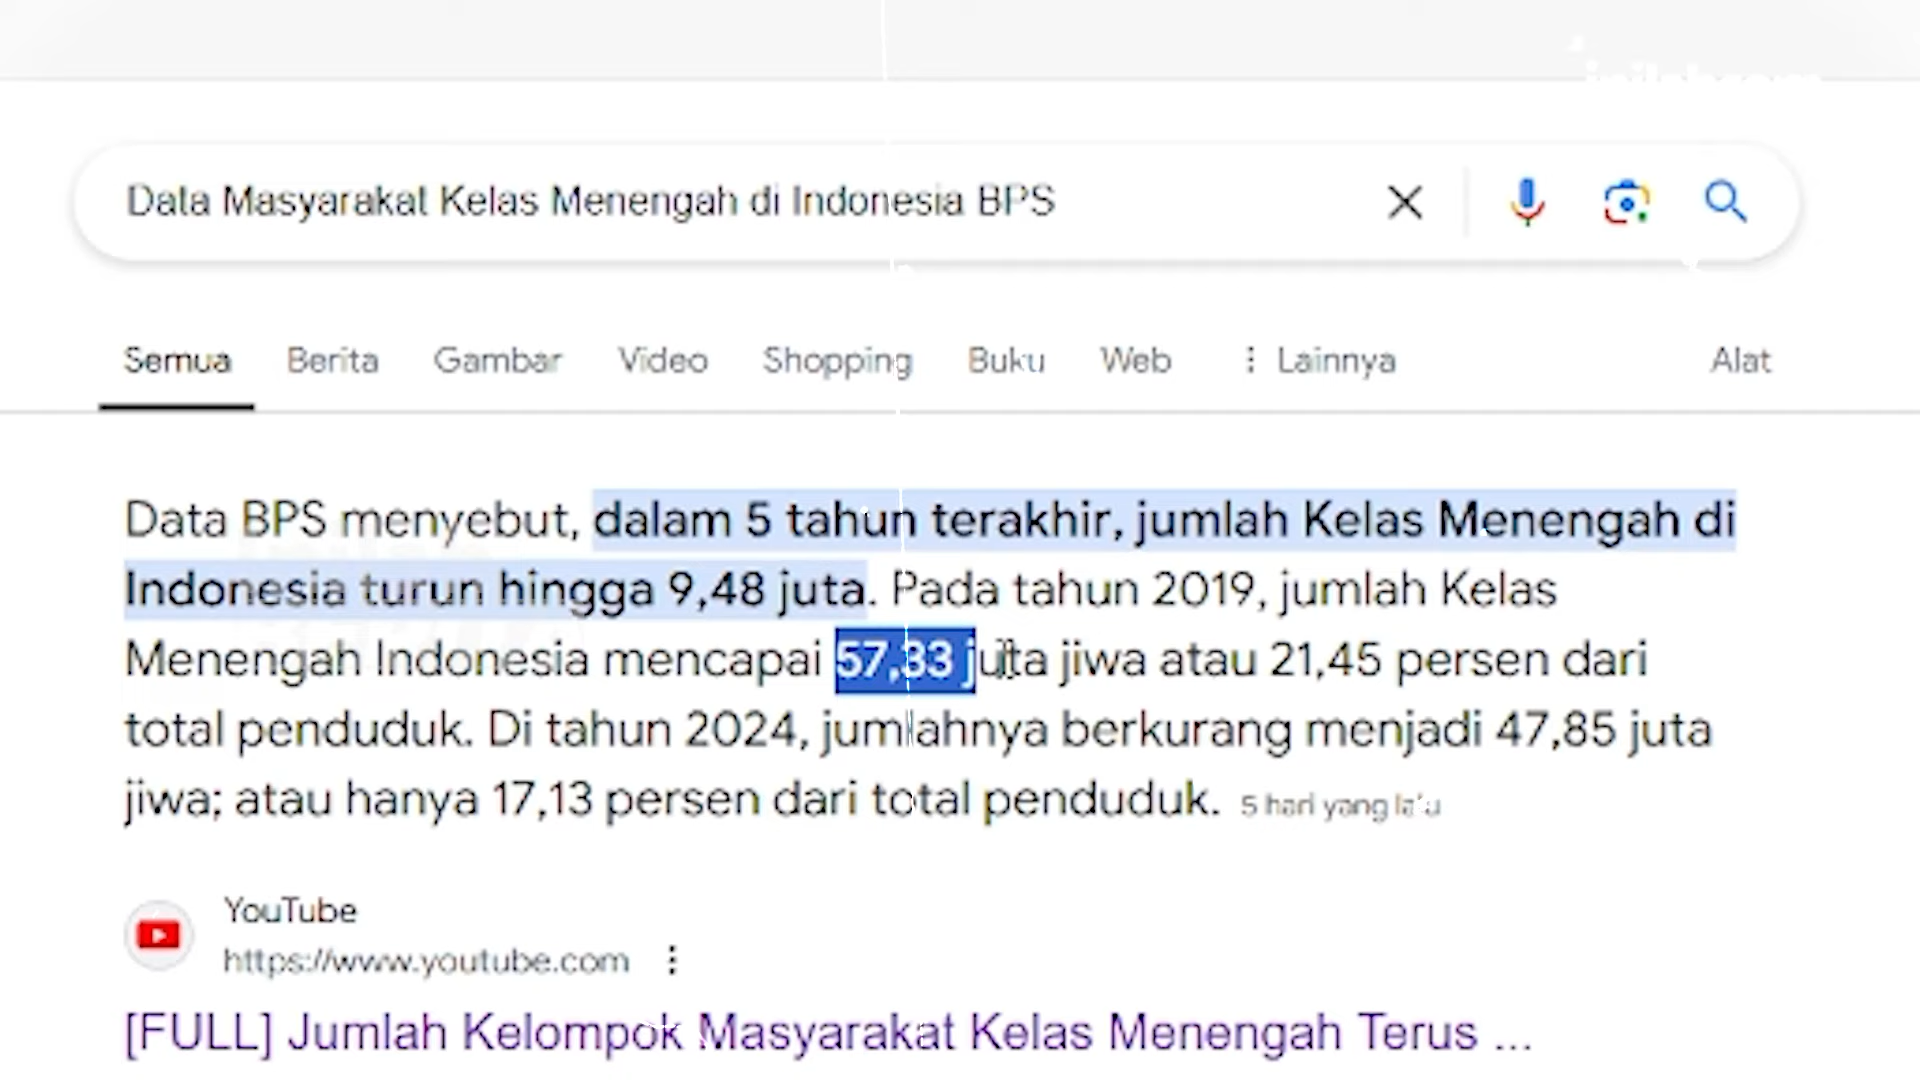 Data Masyarakat Kelas Menengah di Indonesia BPS
Semua Berita Gambar Video Shopping Buku Web Lainnya Alat
Data BPS menyebut, dalam 5 tahun terakhir, jumlah Kelas Menengah di
Indonesia turun hingga 9,48 juta. Pada tahun 2019, jumlah Kelas
Menengah Indonesia mencapai 57,33 juta jiwa atau 21,45 persen dari
total penduduk. Di tahun 2024, jumlahnya berkurang menjadi 47,85 juta
jiwa; atau hanya 17,13 persen dari total penduduk. 5 hari yang lalu
YouTube
https://www.youtube.com
[FULL] Jumlah Kelompok Masyarakat Kelas Menengah Terus ...